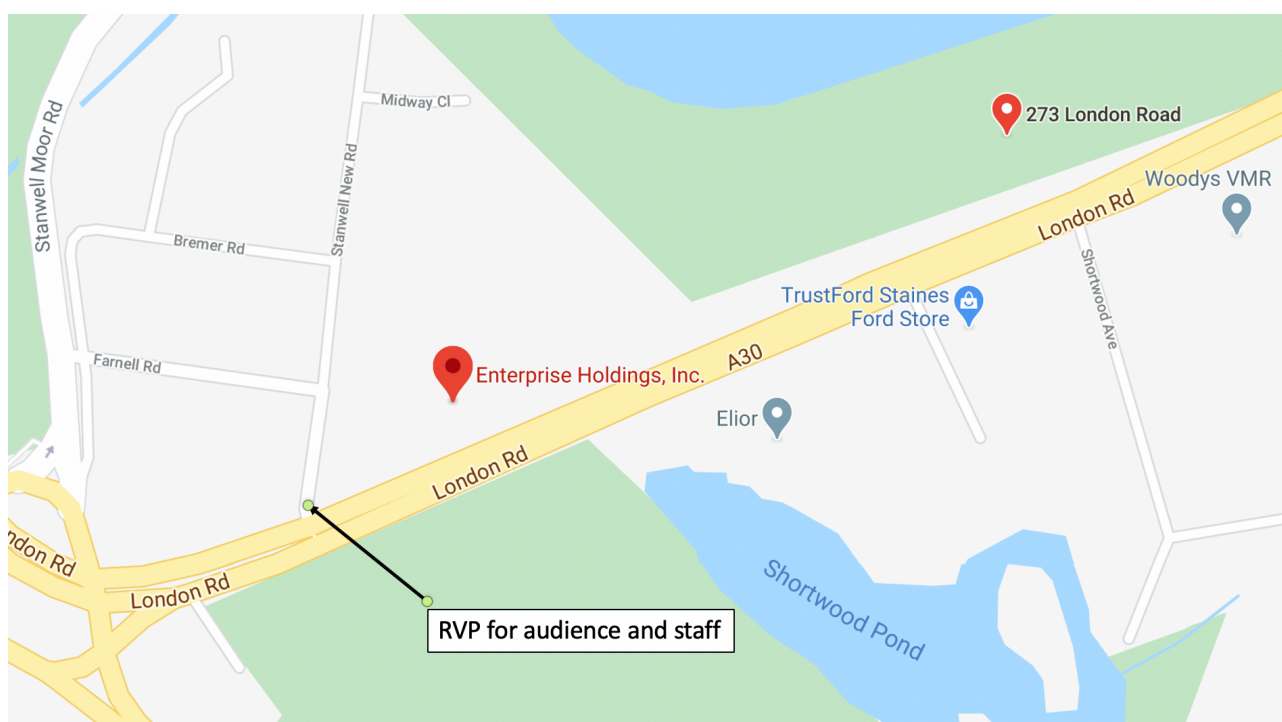 Midway Cl
273 London Road
Stanwell Moor Rd
Stanwell New Rd
Woodys VMR
London Rd
Bremer Rd
Shortwood Ave
TrustFord Staines
Ford Store
A30
Farnell Rd
Enterprise Holdings, Inc.
Elior
London Rd
ndon Rd
London Rd
Shortwood Pond
RVP for audience and staff